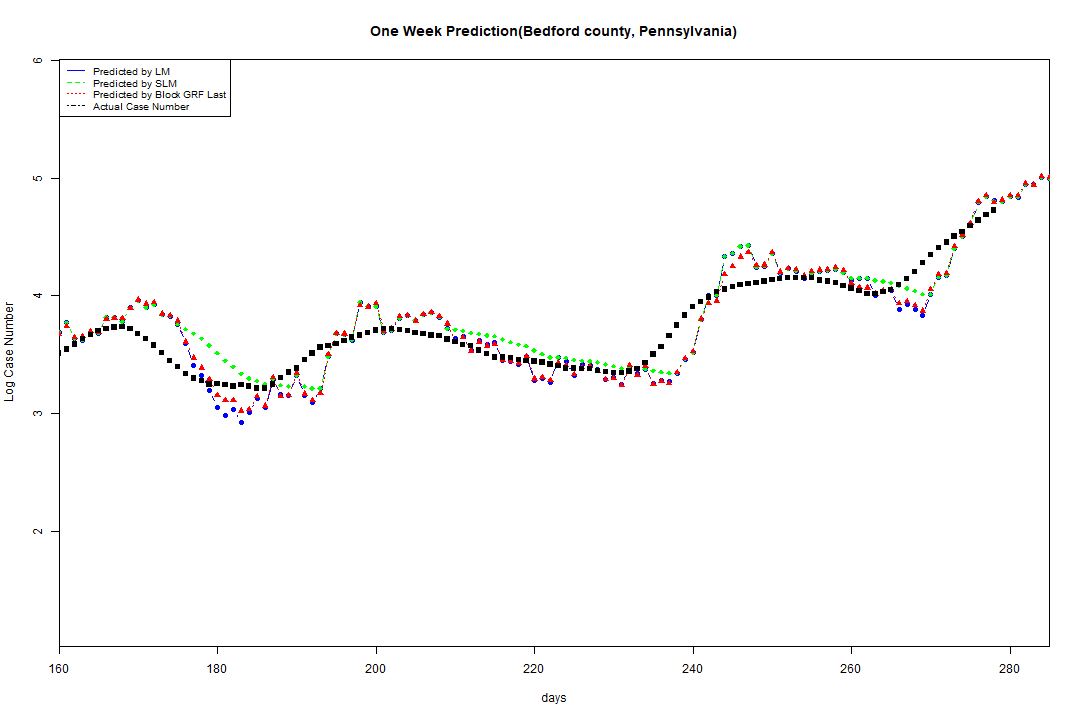 One Week Prediction(Bedford county, Pennsylvania)
Predicted by LM
Predicted by SLM
Predicted by Block GRF Last
Actual Case Number
6
5
4
3
2
Log Case Number
160 180 200 220 240 260 280
days